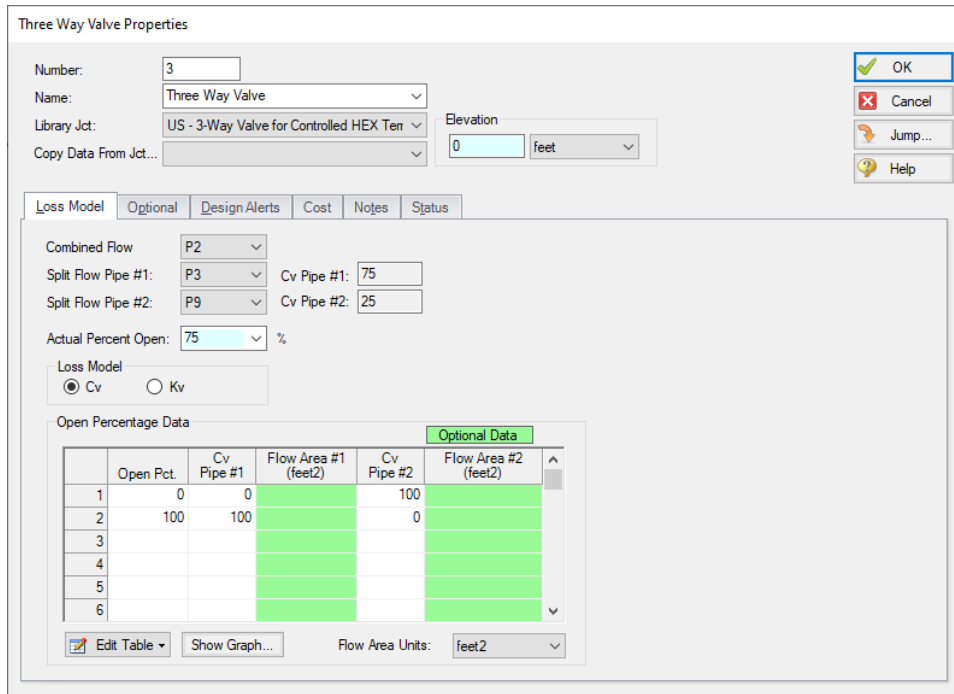 Three Way Valve Properties
Number: 3
Name: Three Way Valve
Library Jct: US - 3-Way Valve for Controlled HEX Tem
Copy Data From Jct...
Elevation
0 feet
OK
Cancel
Jump...
Help
Loss Model Optional Design Alerts Cost Notes Status
Combined Flow P2
Split Flow Pipe #1: P3 Cv Pipe #1: 75
Split Flow Pipe #2: P9 Cv Pipe #2: 25
Actual Percent Open: 75 %
Loss Model
Cv Kv
Open Percentage Data
Optional Data
Open Pct. Cv Pipe #1 Flow Area #1 (feet2) Cv Pipe #2 Flow Area #2 (feet2)
1 0 0 100
2 100 100 0
3
4
5
6
Edit Table Show Graph... Flow Area Units: feet2